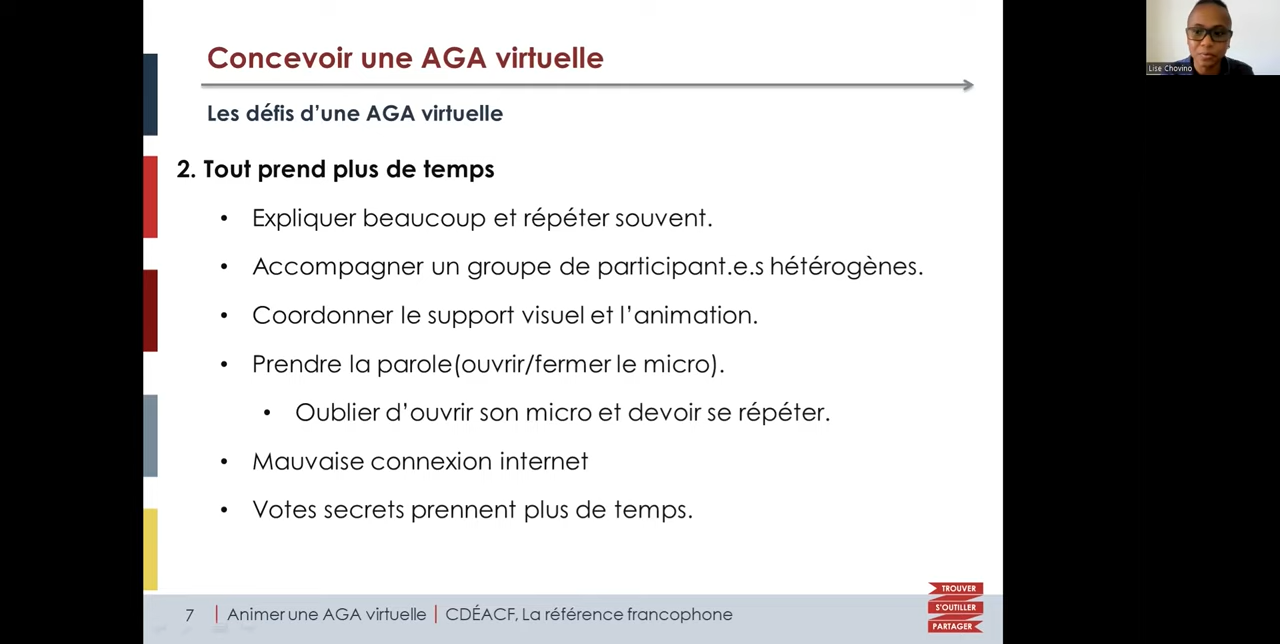 Concevoir une AGA virtuelle
Les défis d'une AGA virtuelle
2. Tout prend plus de temps
• Expliquer beaucoup et répéter souvent.
• Accompagner un groupe de participant.e.s hétérogènes.
• Coordonner le support visuel et l'animation.
• Prendre la parole(ouvrir/fermer le micro).
• Oublier d'ouvrir son micro et devoir se répéter.
• Mauvaise connexion internet
• Votes secrets prennent plus de temps.
7 | Animer une AGA virtuelle | CDÉACF, La référence francophone
TROUVER
S'OUTILLER
PARTAGER
Lise Chovino